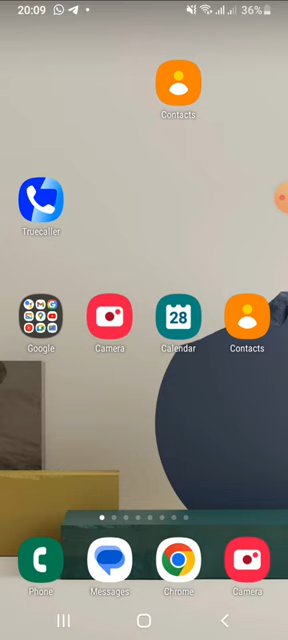 20:09 36%
Contacts
Truecaller
Google Camera 28 Calendar Contacts
Phone Messages Chrome Camera